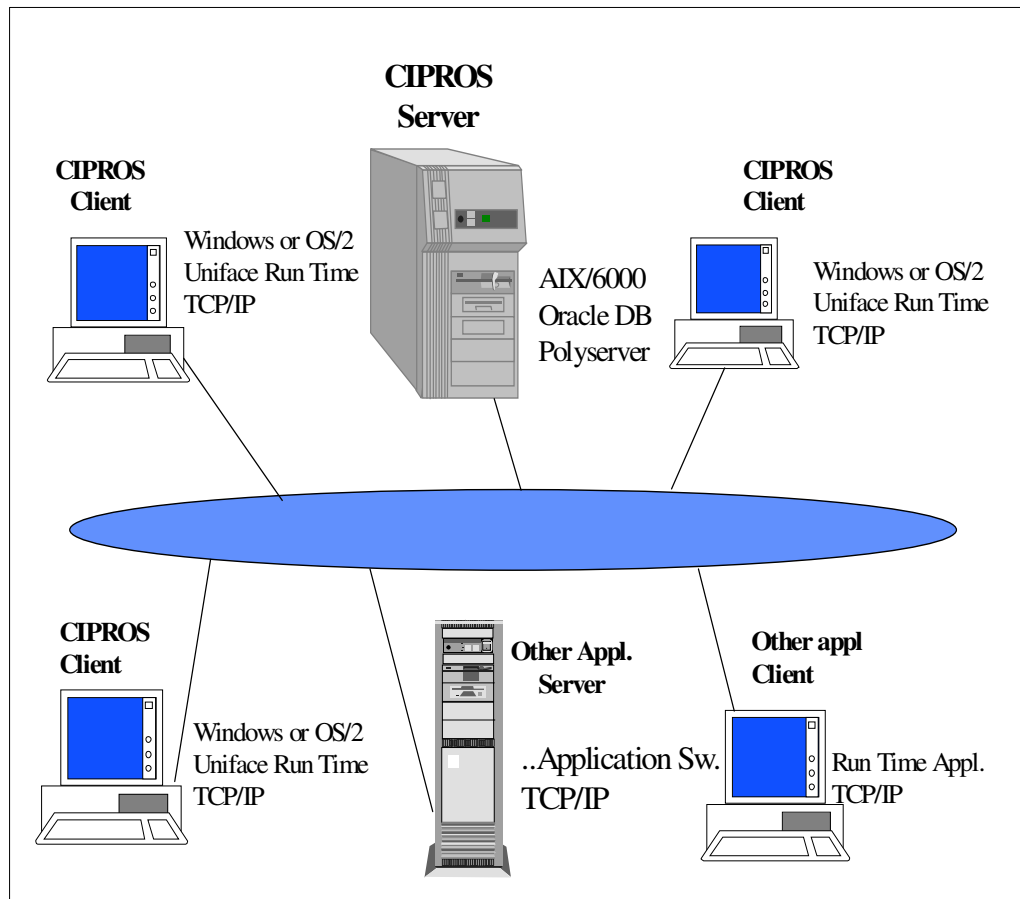 CIPROS
Server
CIPROS
Client
Windows or OS/2
Uniface Run Time
TCP/IP
AIX/6000
Oracle DB
Polyserver
CIPROS
Client
Windows or OS/2
Uniface Run Time
TCP/IP
CIPROS
Client
Windows or OS/2
Uniface Run Time
TCP/IP
Other Appl.
Server
..Application Sw.
TCP/IP
Other appl
Client
Run Time Appl.
TCP/IP